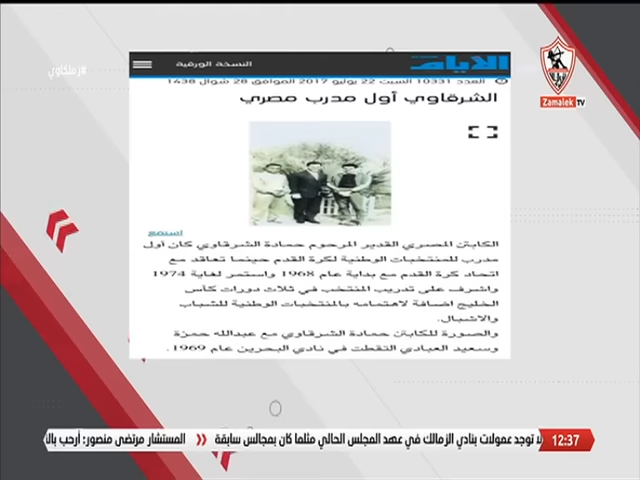 #زملكاوي
النسخة الورقية
الأيام
Zamalek TV
العدد 10331 السبت 22 يوليو 2017 الموافق 28 شوال 1438
الشرقاوي أول مدرب مصري
استمع
الكابتن المصري القدير المرحوم حمادة الشرقاوي كان أول
مدرب للمنتخبات الوطنية لكرة القدم حينما تعاقد مع
اتحاد كرة القدم مع بداية عام 1968 واستمر لغاية 1974
واشرف على تدريب المنتخب في ثلاث دورات كأس
الخليج اضافة لاهتمامه بالمنتخبات الوطنية للشباب
والاشبال.
والصورة للكابتن حمادة الشرقاوي مع عبدالله حمزة
وسعيد العبادي التقطت في نادي البحرين عام 1969.
12:37 لا توجد عمولات بنادي الزمالك في عهد المجلس الحالي مثلما كان بمجالس سابقة المستشار مرتضى منصور: أرحب بالا